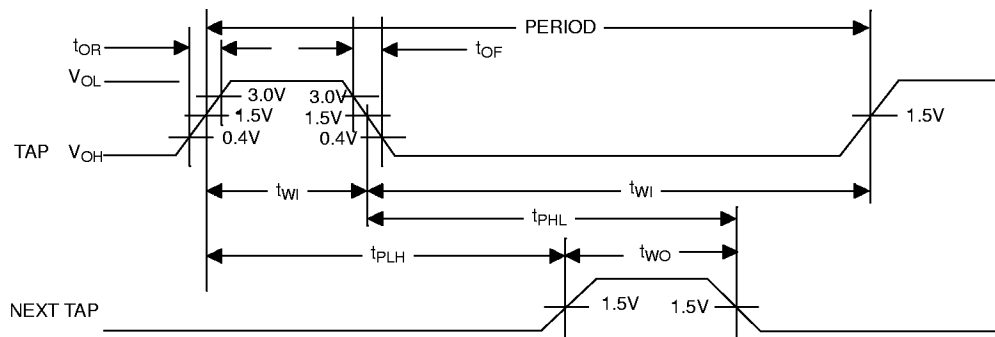 PERIOD
tOR
tOF
VOL
3.0V 3.0V
1.5V 1.5V 1.5V
0.4V 0.4V
TAP VOH
tWI tWI
tPHL
tPLH tWO
NEXT TAP 1.5V 1.5V